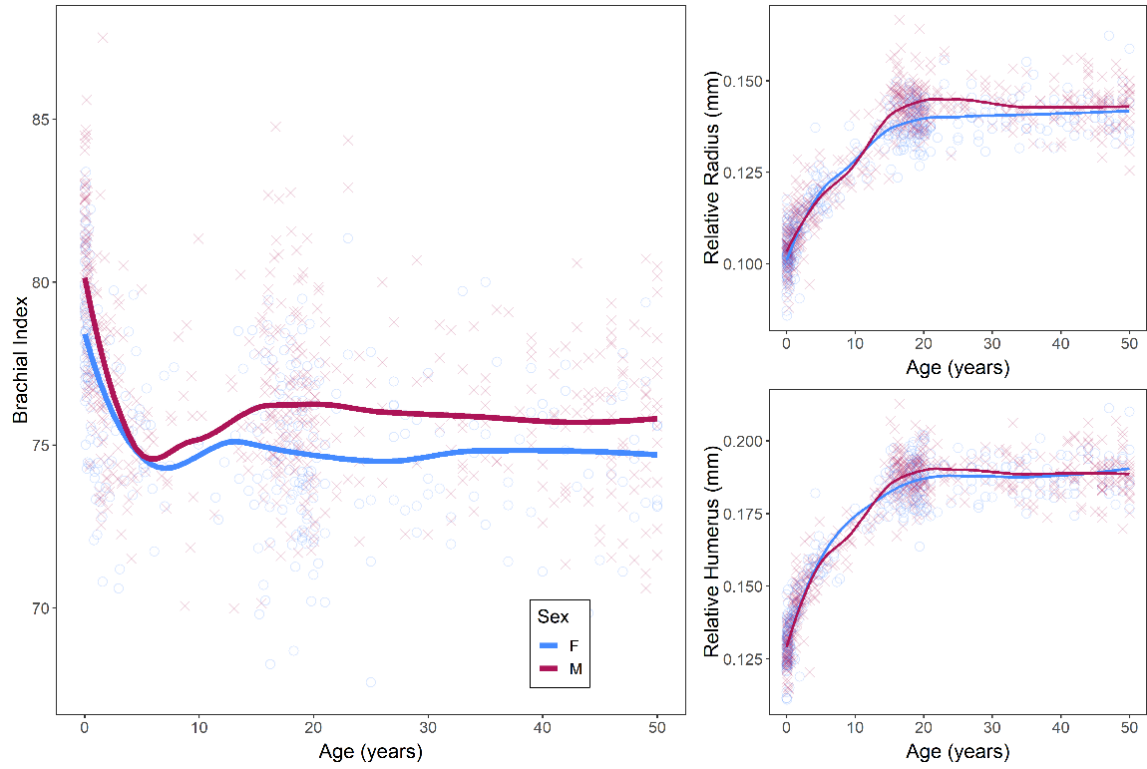 Brachial Index
85
80
75
70
0 10 20 30 40 50
Age (years)
Sex
F
M
Relative Radius (mm)
0.150
0.125
0.100
0 10 20 30 40 50
Age (years)
Relative Humerus (mm)
0.200
0.175
0.150
0.125
0 10 20 30 40 50
Age (years)